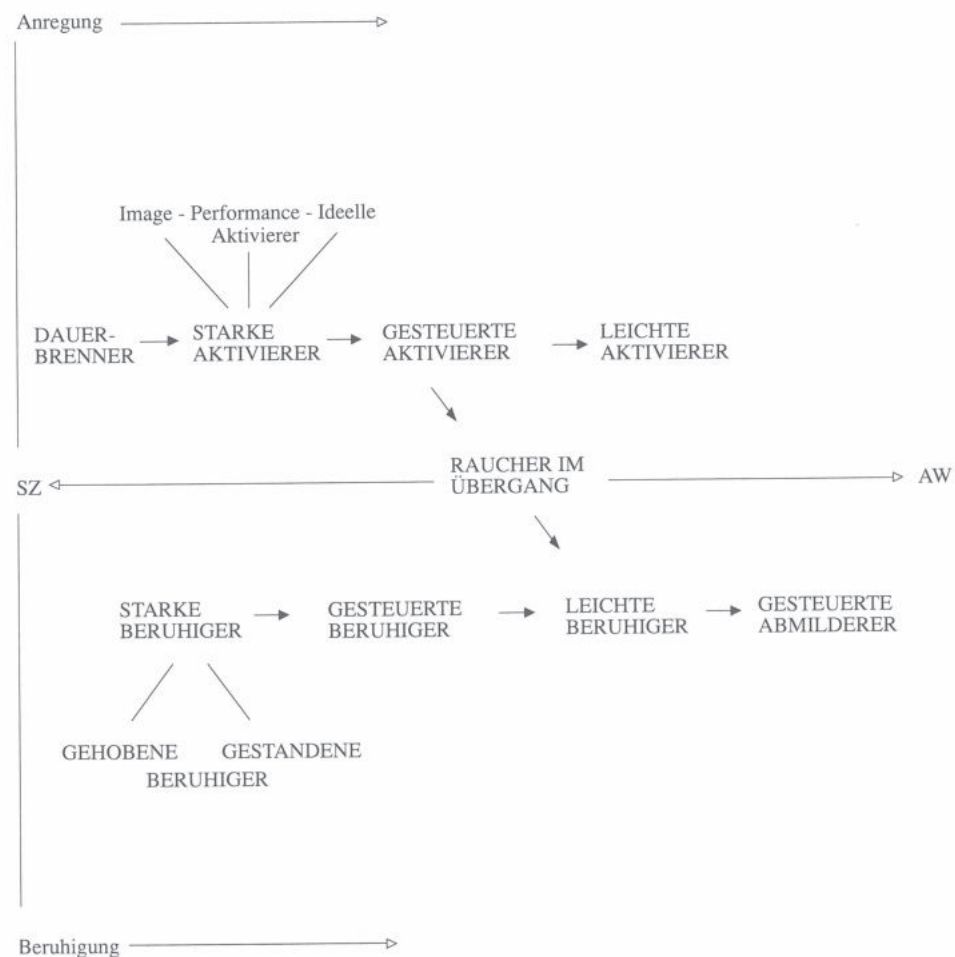 Anregung
Image - Performance - Ideelle
Aktivierer
DAUER-
BRENNER
STARKE
AKTIVIERER
GESTEUERTE
AKTIVIERER
LEICHTE
AKTIVIERER
RAUCHER IM
ÜBERGANG
SZ
AW
STARKE
BERUHIGER
GESTEUERTE
BERUHIGER
LEICHTE
BERUHIGER
GESTEUERTE
ABMILDERER
GEHOBENE GESTANDENE
BERUHIGER
Beruhigung